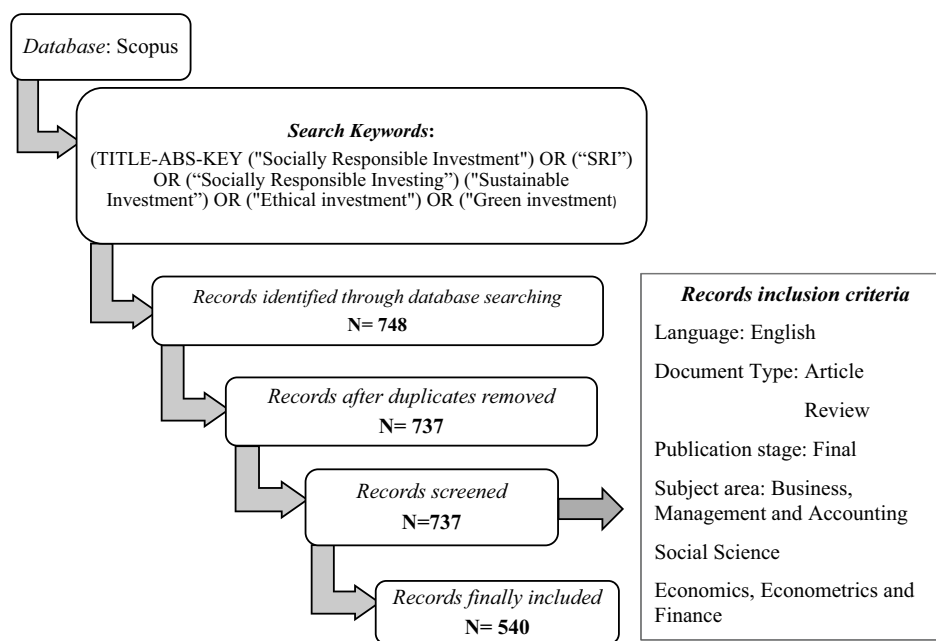 Database: Scopus
Search Keywords:
(TITLE-ABS-KEY ("Socially Responsible Investment") OR (“SRI”)
OR (“Socially Responsible Investing”) ("Sustainable
Investment”) OR ("Ethical investment") OR ("Green investment)
Records identified through database searching
N= 748
Records after duplicates removed
N= 737
Records screened
N=737
Records finally included
N= 540
Records inclusion criteria
Language: English
Document Type: Article
Review
Publication stage: Final
Subject area: Business,
Management and Accounting
Social Science
Economics, Econometrics and
Finance